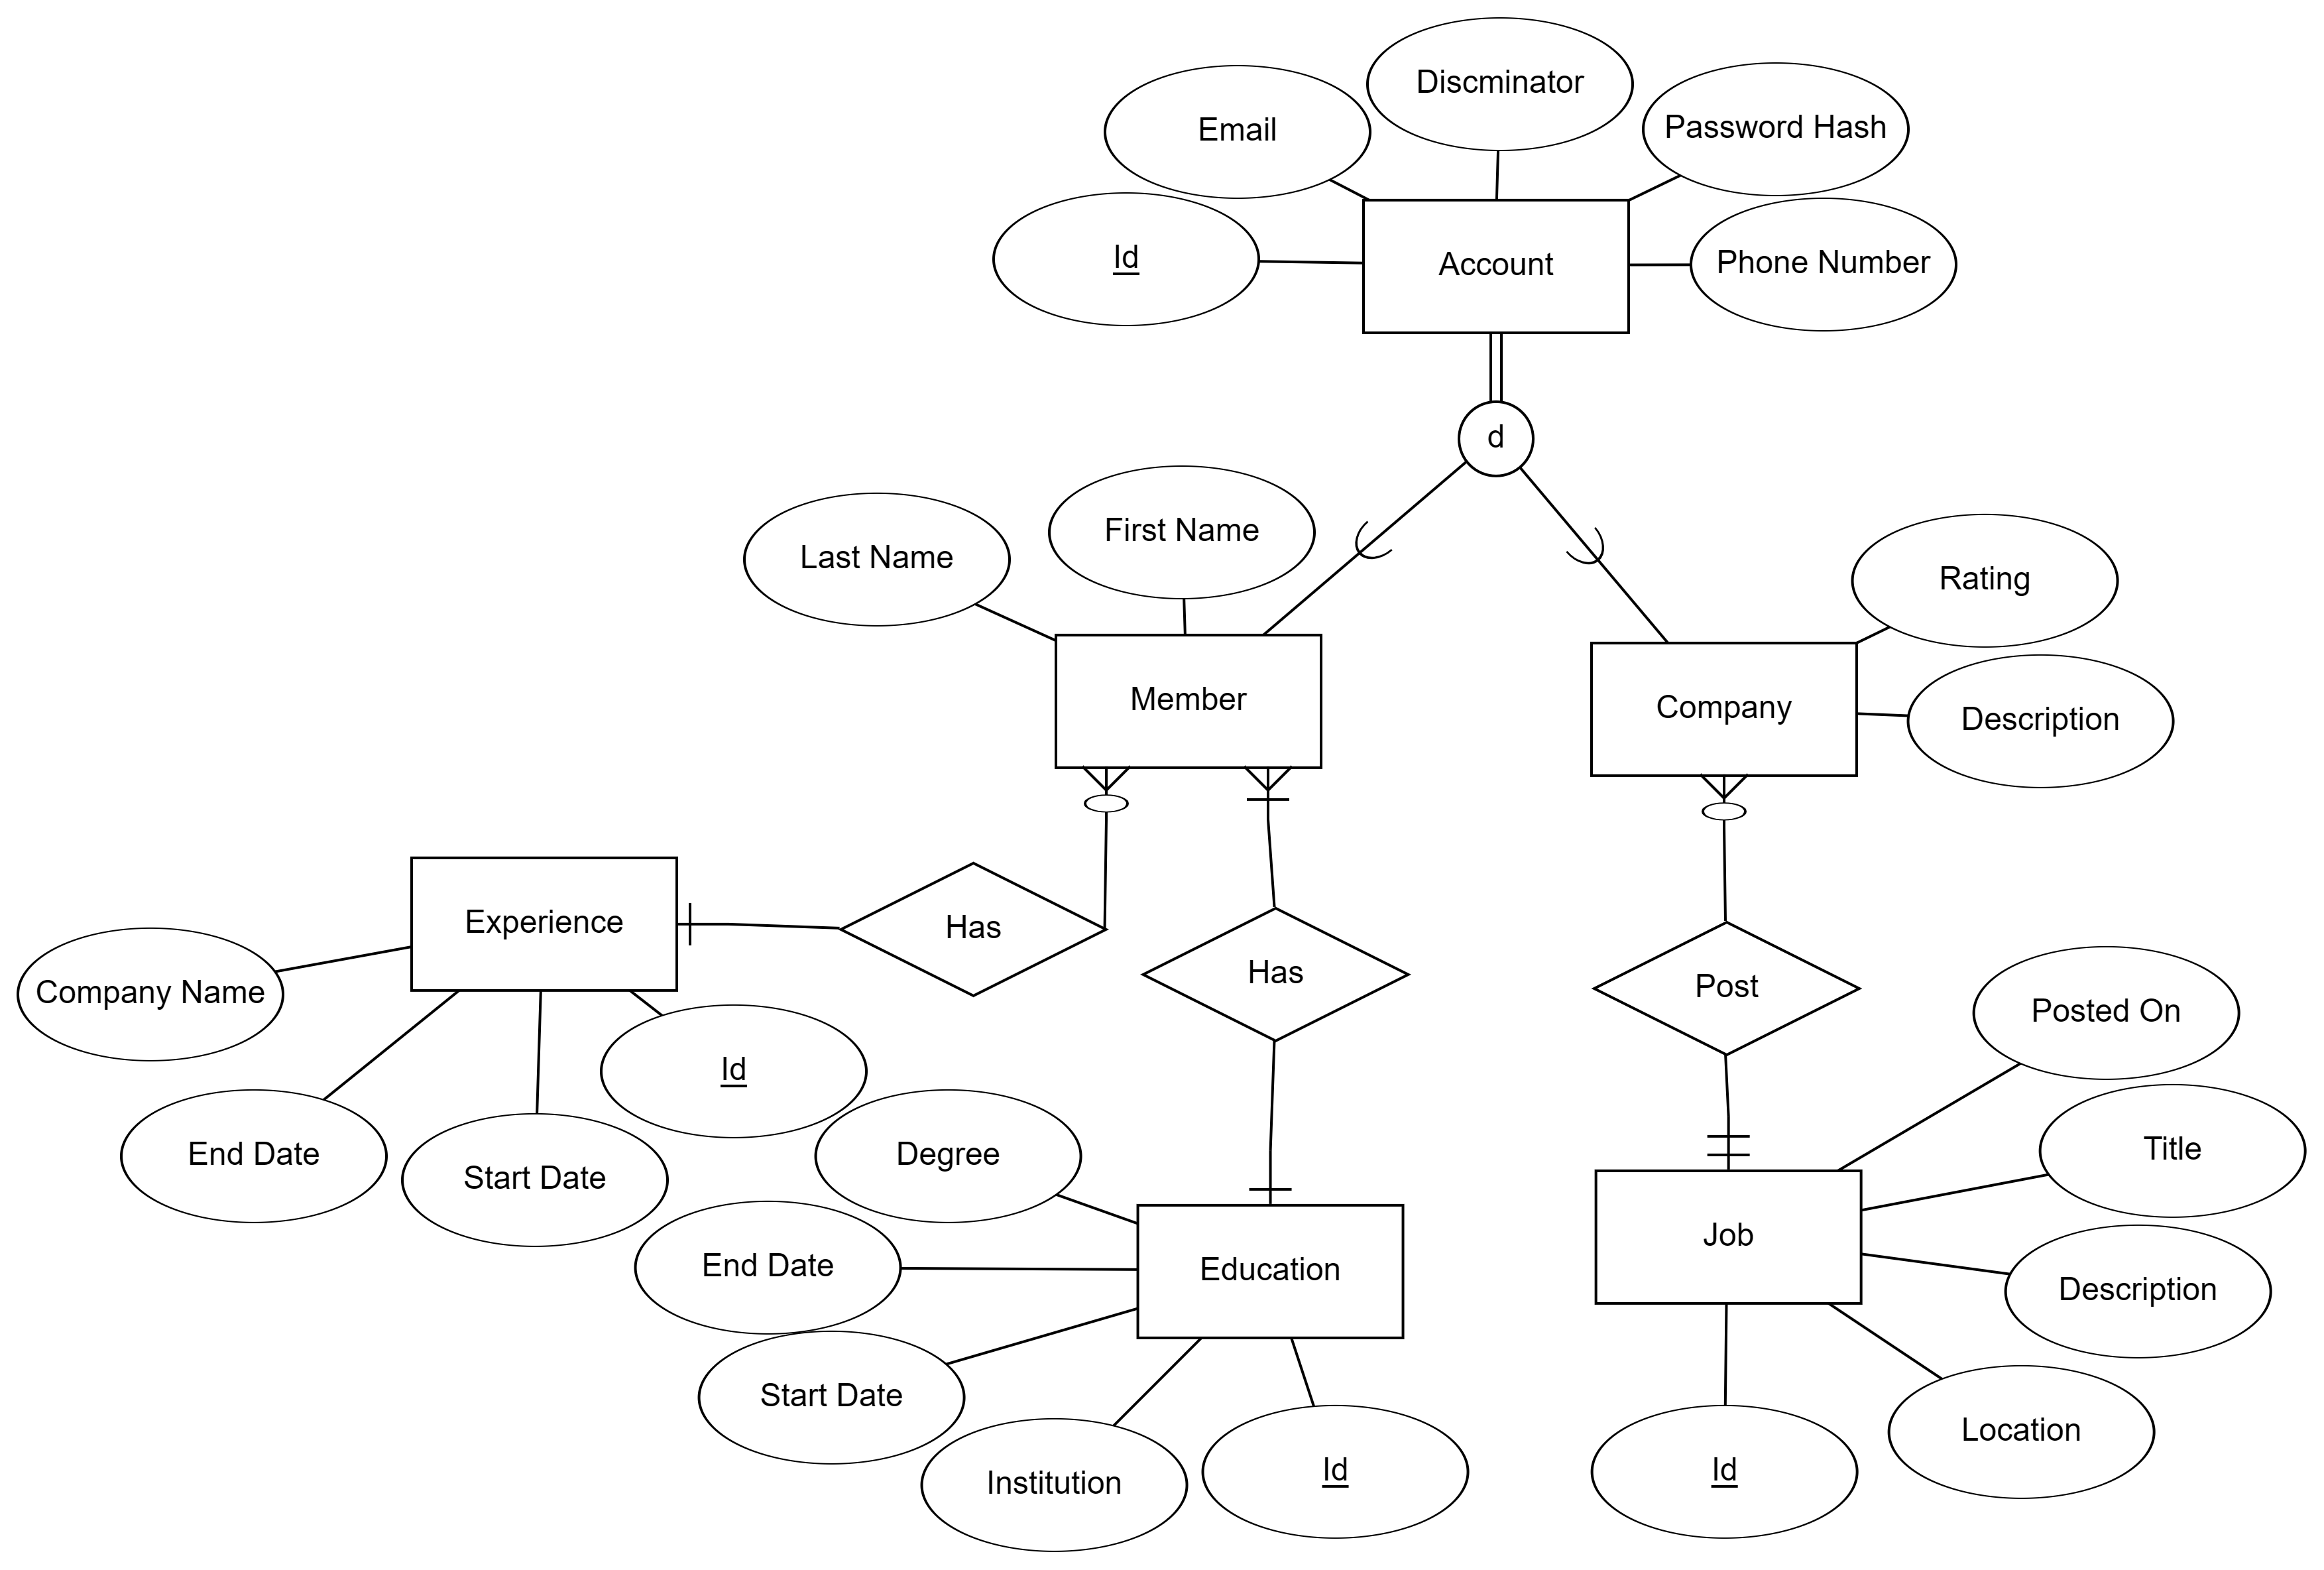 Discminator
Email
Password Hash
Id
Account
Phone Number
d
Last Name
First Name
Rating
Member
Company
Description
Experience
Has
Has
Post
Company Name
Posted On
Id
End Date
Start Date
Degree
Title
End Date
Education
Job
Description
Start Date
Institution
Id
Id
Location